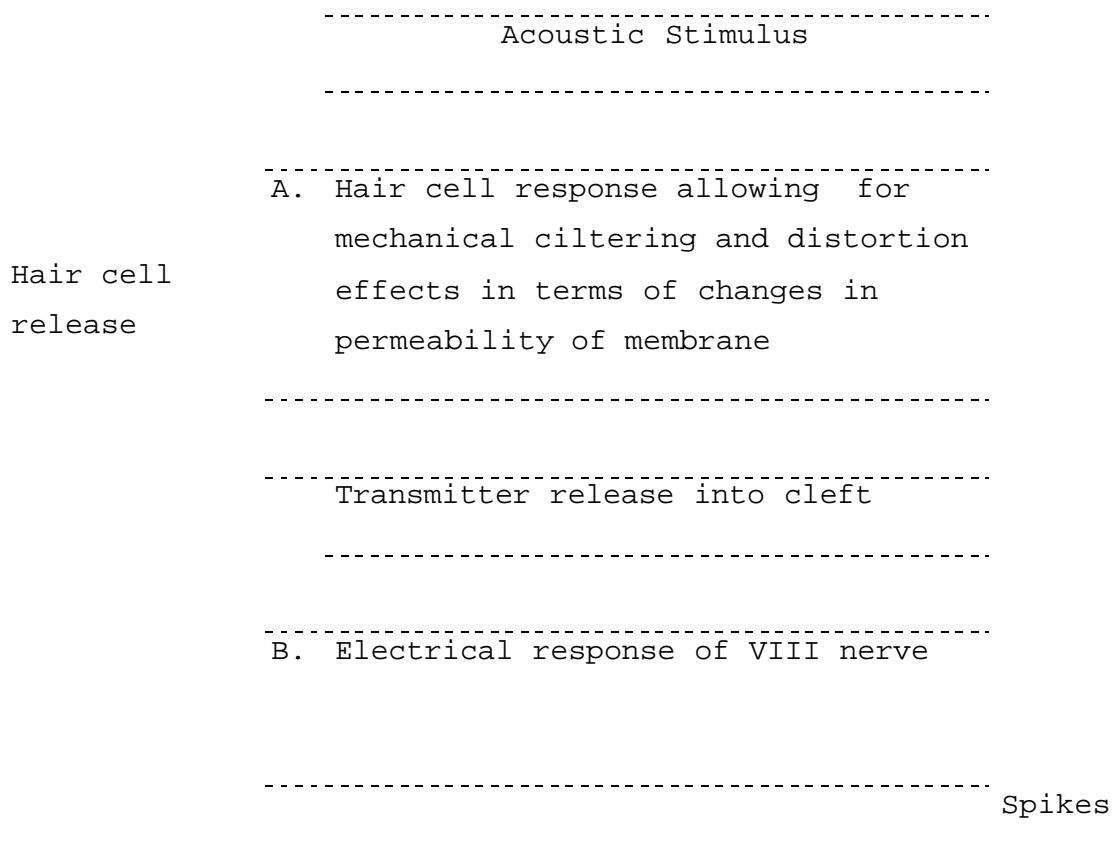 Acoustic Stimulus
A. Hair cell response allowing for
mechanical ciltering and distortion
Hair cell
effects in terms of changes in
release
permeability of membrane
Transmitter release into cleft
B. Electrical response of VIII nerve
Spikes